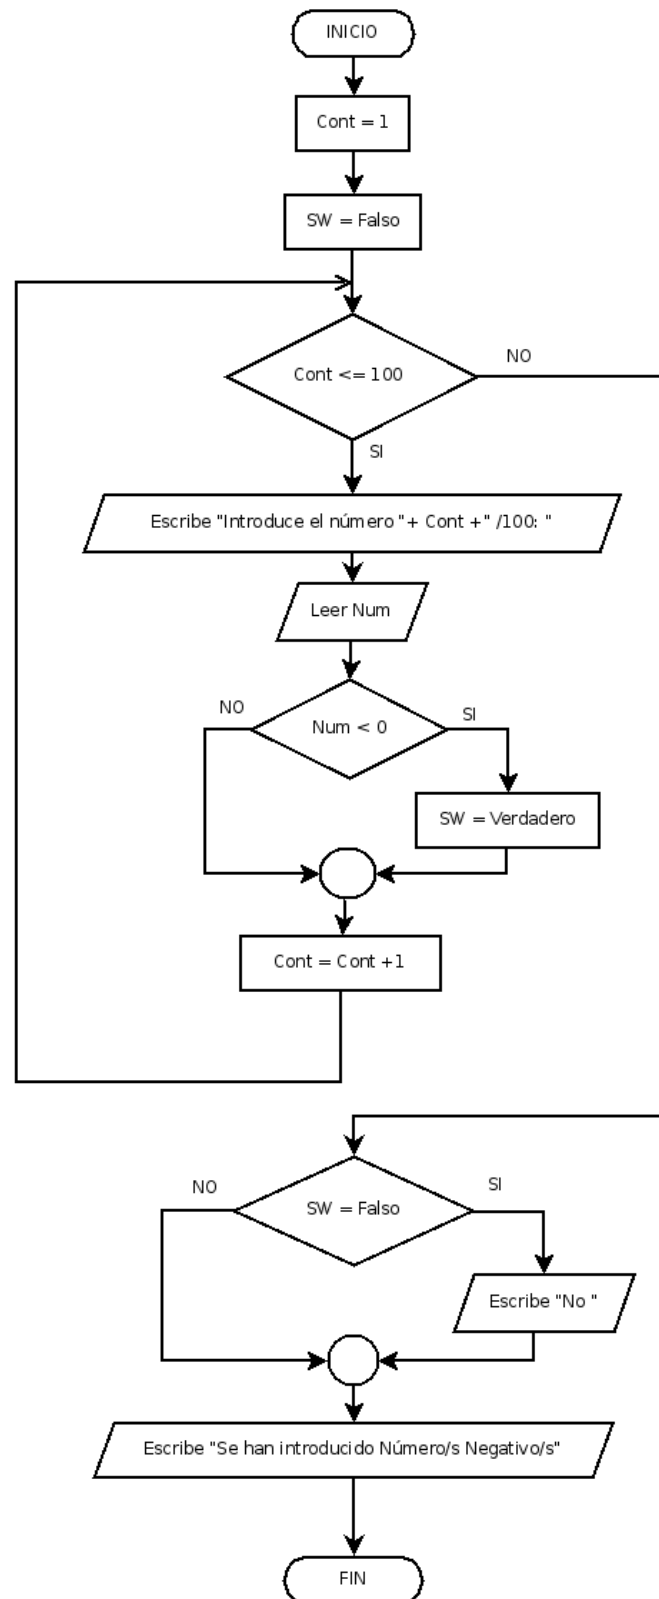 INICIO
Cont = 1
SW = Falso
Cont <= 100
NO
SI
Escribe "Introduce el número "+ Cont +" /100: "
Leer Num
NO
Num < 0
SI
SW = Verdadero
Cont = Cont +1
NO
SW = Falso
SI
Escribe "No "
Escribe "Se han introducido Número/s Negativo/s"
FIN